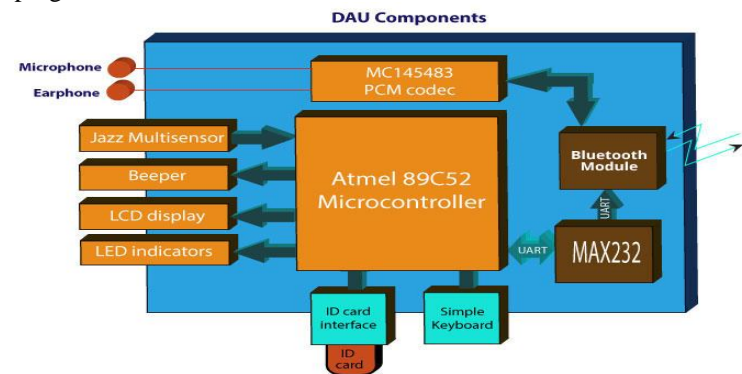 DAU Components
Microphone
Earphone
MC145483
PCM codec
Jazz Multisensor
Beeper
LCD display
LED indicators
Atmel 89C52
Microcontroller
Bluetooth
Module
UART
UART
MAX232
ID card
interface
Simple
Keyboard
ID
card